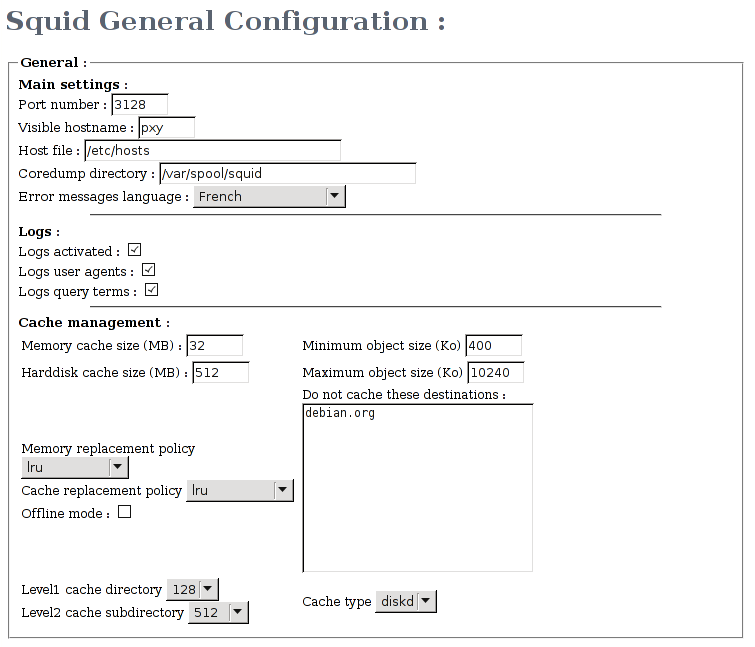 Squid General Configuration :
General :
Main settings :
Port number : 3128
Visible hostname : pxy
Host file : /etc/hosts
Coredump directory : /var/spool/squid
Error messages language : French
Logs :
Logs activated :
Logs user agents :
Logs query terms :
Cache management :
Memory cache size (MB) : 32
Minimum object size (Ko) 400
Harddisk cache size (MB) : 512
Maximum object size (Ko) 10240
Do not cache these destinations :
debian.org
Memory replacement policy
lru
Cache replacement policy lru
Offline mode :
Level1 cache directory 128
Level2 cache subdirectory 512
Cache type diskd